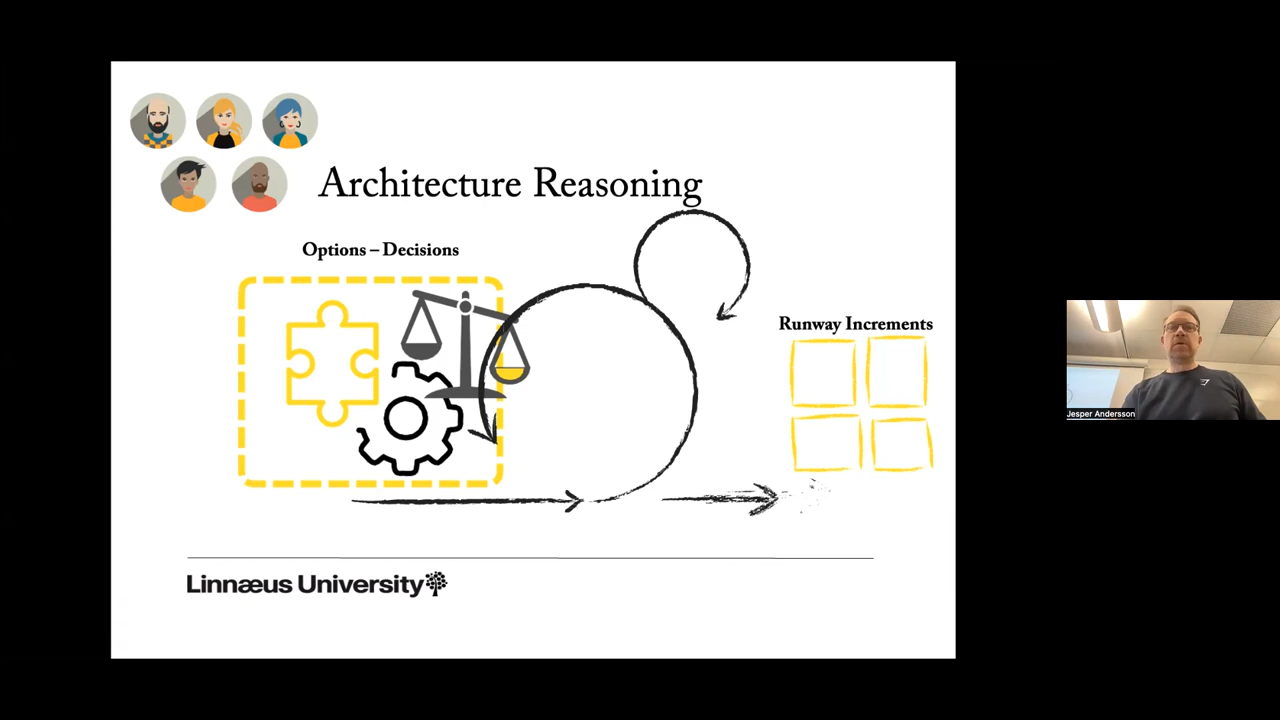 Architecture Reasoning
Options – Decisions
Runway Increments
Jesper Andersson
Linnæus University